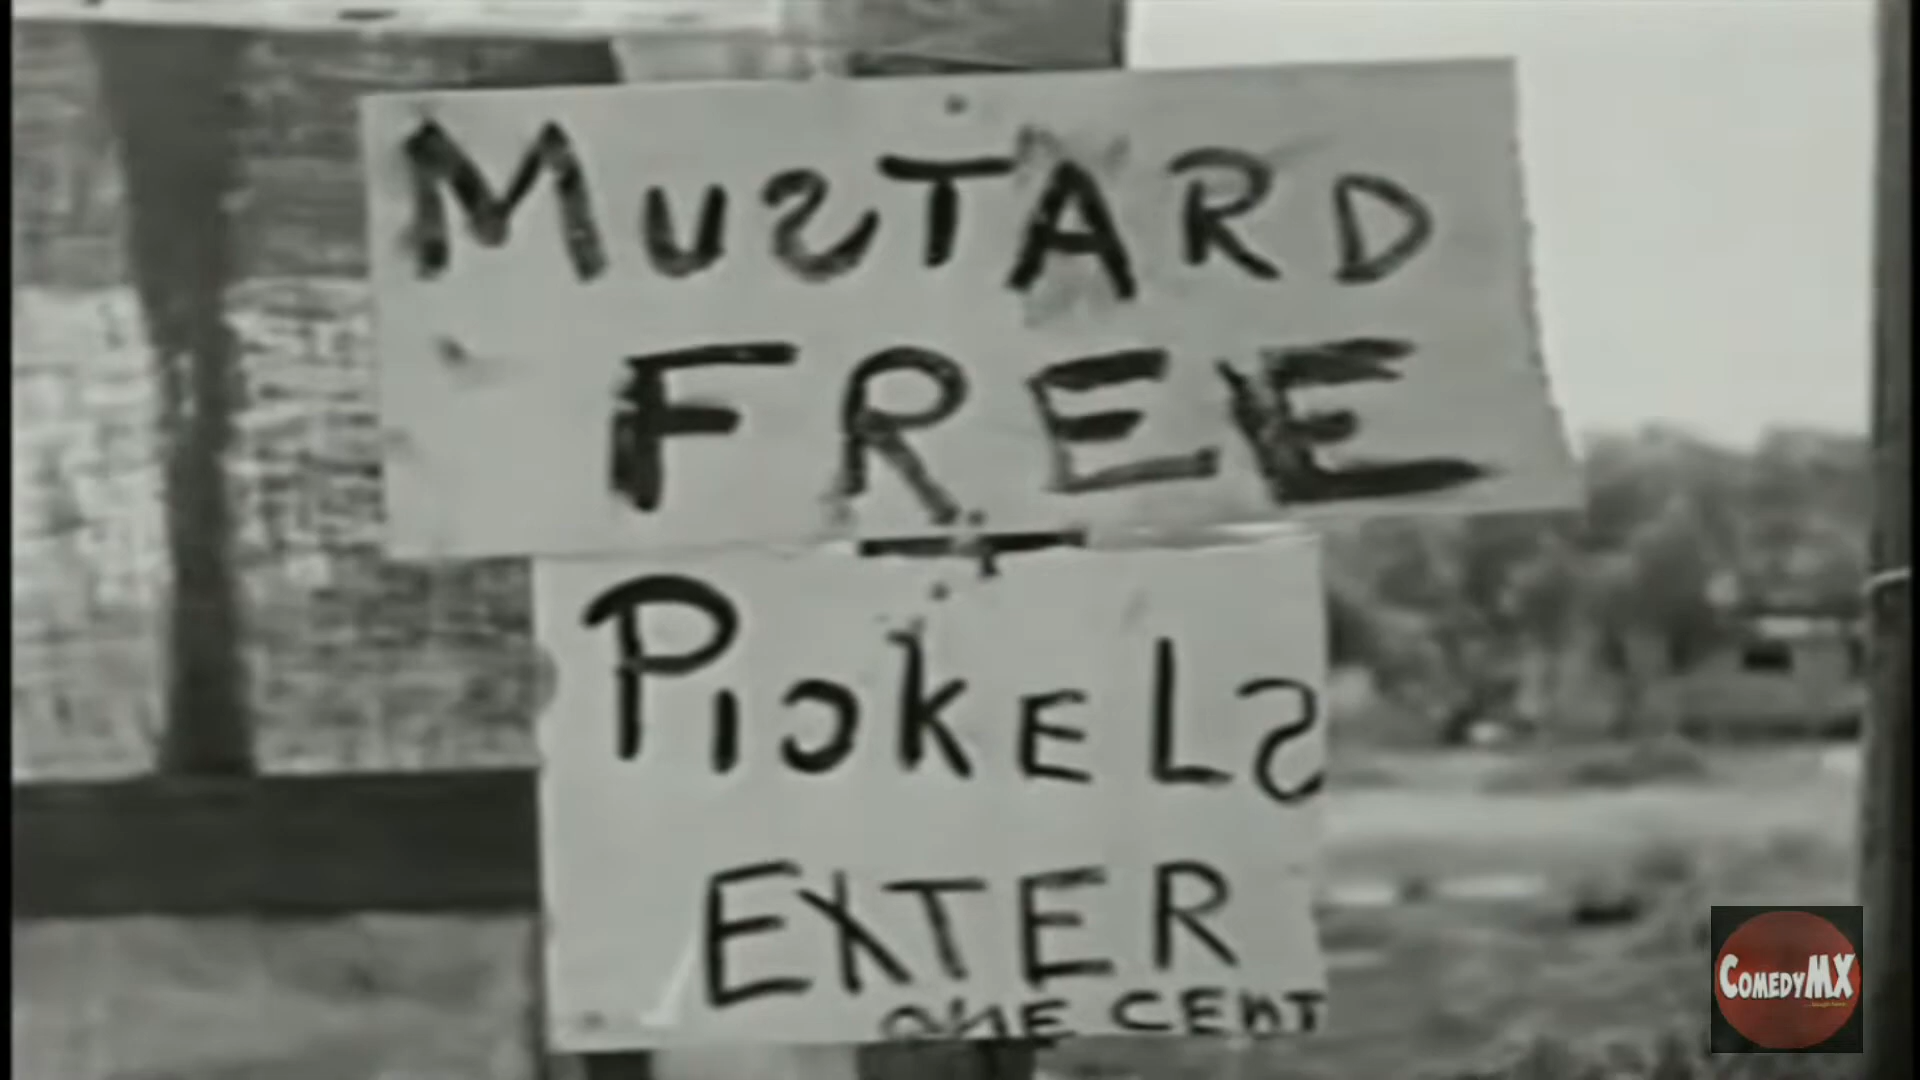 MUSTARD
FREE
PICKELS
EXTER
ONE CENT
COMEDYMX